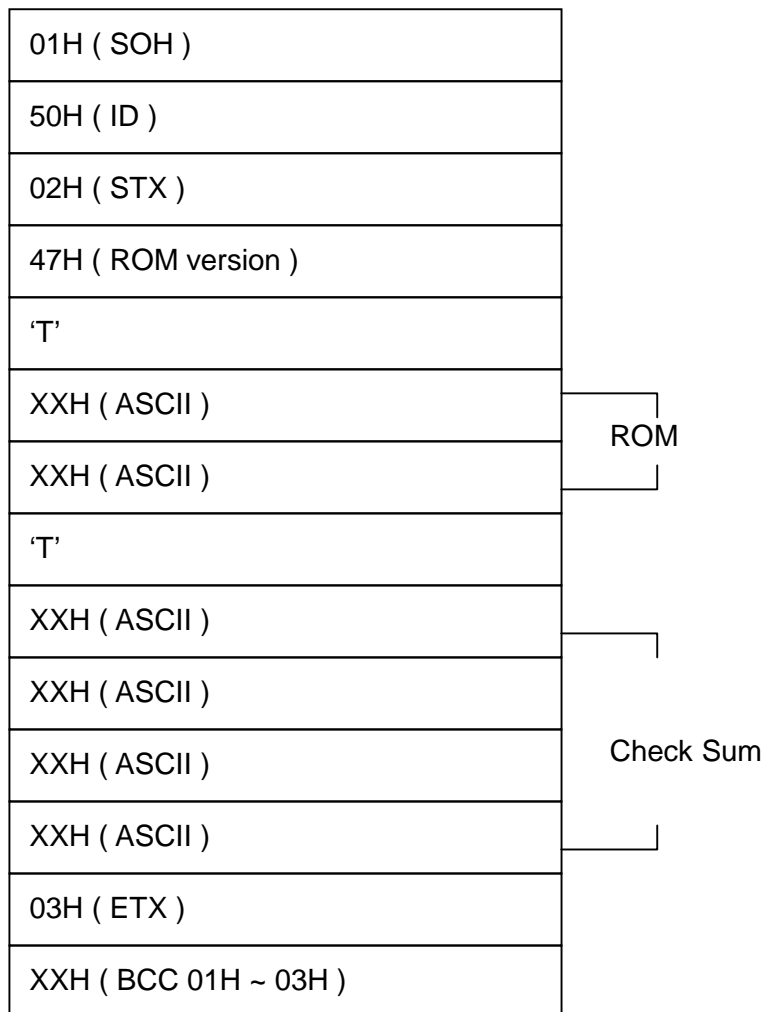 01H ( SOH )
50H ( ID )
02H ( STX )
47H ( ROM version )
‘T’
XXH ( ASCII )
ROM
XXH ( ASCII )
‘T’
XXH ( ASCII )
XXH ( ASCII )
XXH ( ASCII )
Check Sum
XXH ( ASCII )
03H ( ETX )
XXH ( BCC 01H ~ 03H )